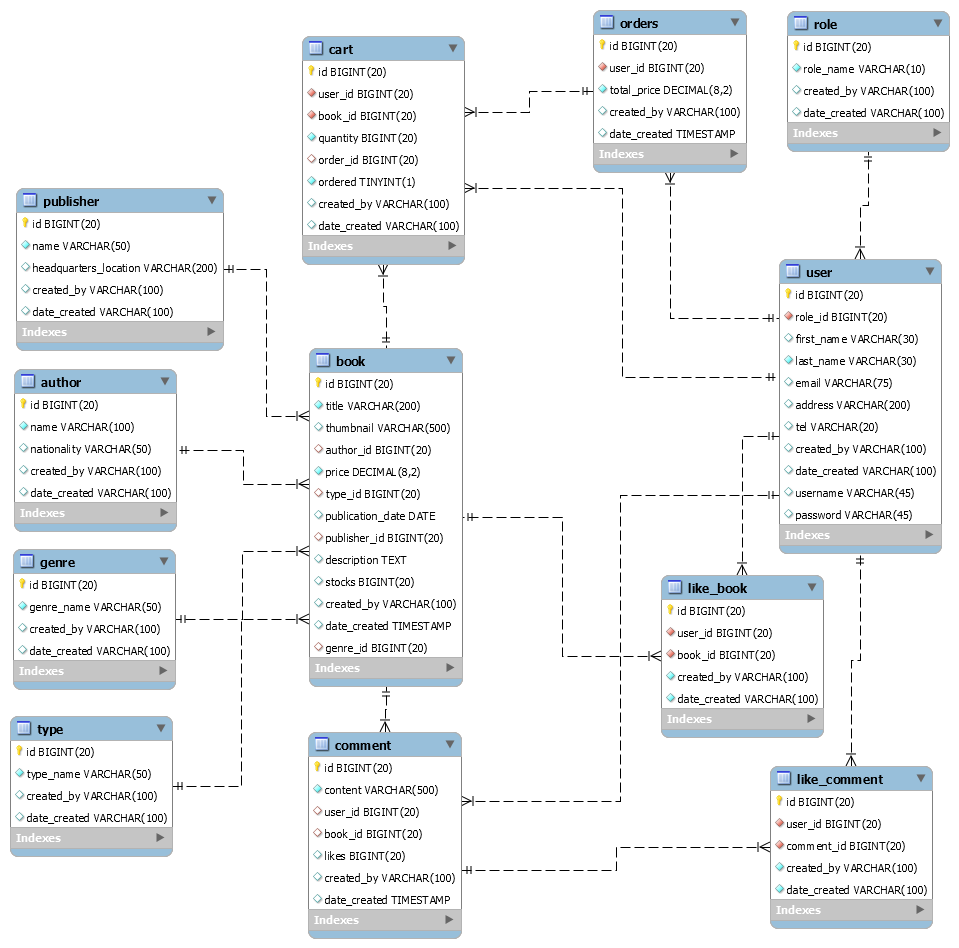 cart
id BIGINT(20)
user_id BIGINT(20)
book_id BIGINT(20)
quantity BIGINT(20)
order_id BIGINT(20)
ordered TINYINT(1)
created_by VARCHAR(100)
date_created VARCHAR(100)
Indexes
orders
id BIGINT(20)
user_id BIGINT(20)
total_price DECIMAL(8,2)
created_by VARCHAR(100)
date_created TIMESTAMP
Indexes
role
id BIGINT(20)
role_name VARCHAR(10)
created_by VARCHAR(100)
date_created VARCHAR(100)
Indexes
publisher
id BIGINT(20)
name VARCHAR(50)
headquarters_location VARCHAR(200)
created_by VARCHAR(100)
date_created VARCHAR(100)
Indexes
user
id BIGINT(20)
role_id BIGINT(20)
first_name VARCHAR(30)
last_name VARCHAR(30)
email VARCHAR(75)
address VARCHAR(200)
tel VARCHAR(20)
created_by VARCHAR(100)
date_created VARCHAR(100)
username VARCHAR(45)
password VARCHAR(45)
Indexes
book
id BIGINT(20)
title VARCHAR(200)
thumbnail VARCHAR(500)
author_id BIGINT(20)
price DECIMAL(8,2)
type_id BIGINT(20)
publication_date DATE
publisher_id BIGINT(20)
description TEXT
stocks BIGINT(20)
created_by VARCHAR(100)
date_created TIMESTAMP
genre_id BIGINT(20)
Indexes
author
id BIGINT(20)
name VARCHAR(100)
nationality VARCHAR(50)
created_by VARCHAR(100)
date_created VARCHAR(100)
Indexes
genre
id BIGINT(20)
genre_name VARCHAR(50)
created_by VARCHAR(100)
date_created VARCHAR(100)
Indexes
like_book
id BIGINT(20)
user_id BIGINT(20)
book_id BIGINT(20)
created_by VARCHAR(100)
date_created VARCHAR(100)
Indexes
type
id BIGINT(20)
type_name VARCHAR(50)
created_by VARCHAR(100)
date_created VARCHAR(100)
Indexes
comment
id BIGINT(20)
content VARCHAR(500)
user_id BIGINT(20)
book_id BIGINT(20)
likes BIGINT(20)
created_by VARCHAR(100)
date_created TIMESTAMP
Indexes
like_comment
id BIGINT(20)
user_id BIGINT(20)
comment_id BIGINT(20)
created_by VARCHAR(100)
date_created VARCHAR(100)
Indexes